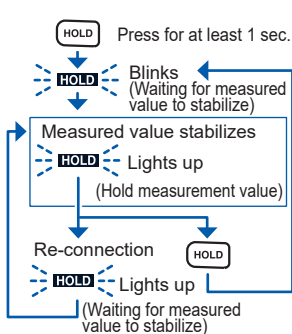 HOLD Press for at least 1 sec.
HOLD Blinks
(Waiting for measured
value to stabilize)
Measured value stabilizes
HOLD Lights up
(Hold measurement value)
Re-connection
HOLD
HOLD Lights up
(Waiting for measured
value to stabilize)